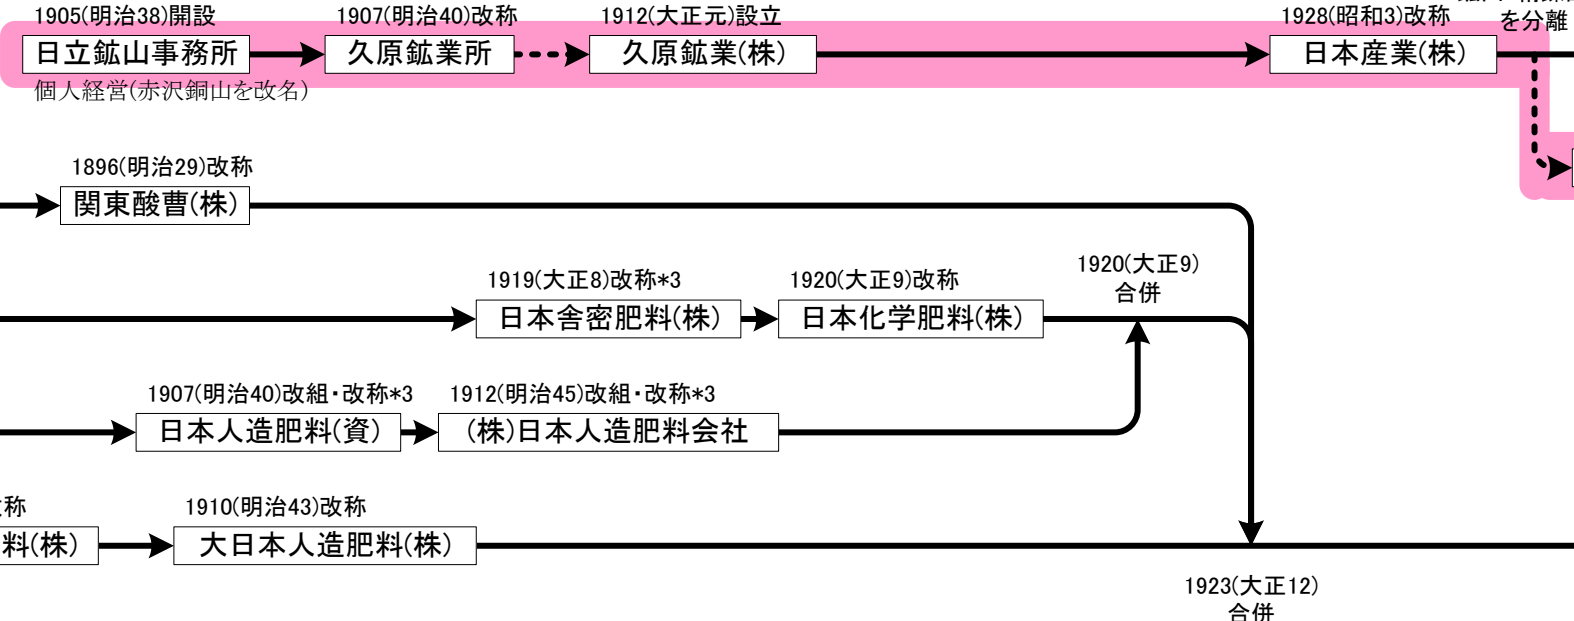 1905(明治38)開設
1907(明治40)改称
1912(大正元)設立
1928(昭和3)改称
を分離
日立鉱山事務所
久原鉱業所
久原鉱業(株)
日本産業(株)
個人経営(赤沢銅山を改名)
1896(明治29)改称
関東酸曹(株)
1920(大正9)
合併
1919(大正8)改称*3
1920(大正9)改称
日本舎密肥料(株)
日本化学肥料(株)
1907(明治40)改組・改称*3
1912(明治45)改組・改称*3
日本人造肥料(資)
(株)日本人造肥料会社
称
1910(明治43)改称
料(株)
大日本人造肥料(株)
1923(大正12)
合併